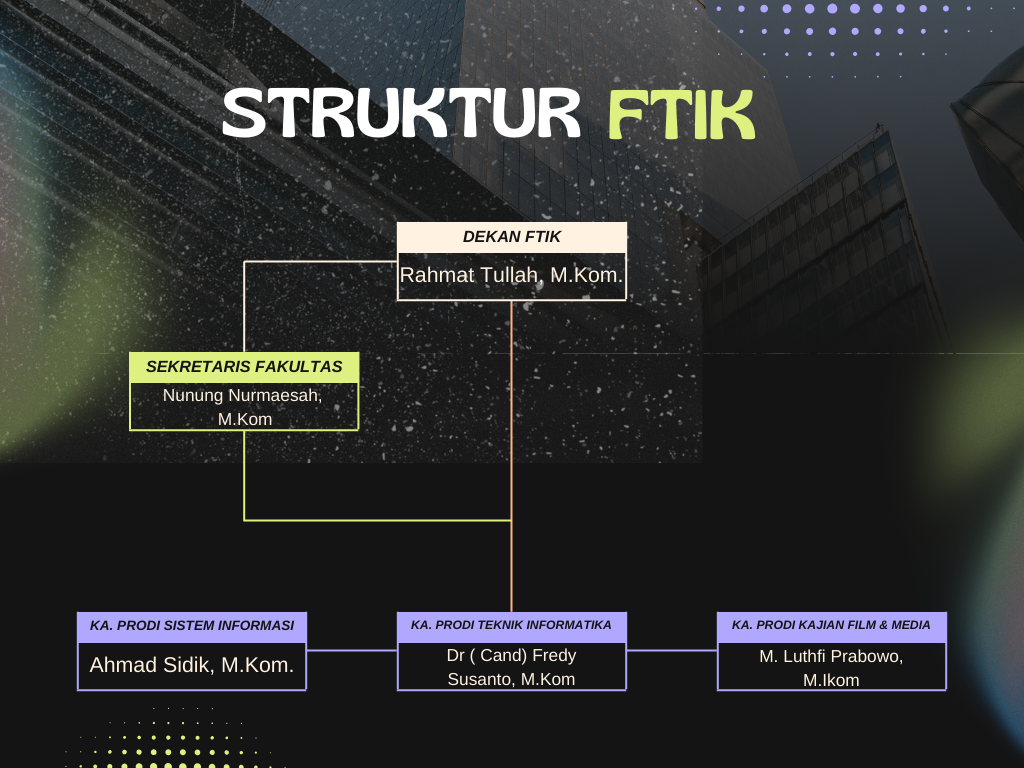 STRUKTUR FTIK
DEKAN FTIK
Rahmat Tullah, M.Kom.
SEKRETARIS FAKULTAS
Nunung Nurmaesah,
M.Kom
KA. PRODI SISTEM INFORMASI
Ahmad Sidik, M.Kom.
KA. PRODI TEKNIK INFORMATIKA
Dr ( Cand) Fredy
Susanto, M.Kom
KA. PRODI KAJIAN FILM & MEDIA
M. Luthfi Prabowo,
M.Ikom